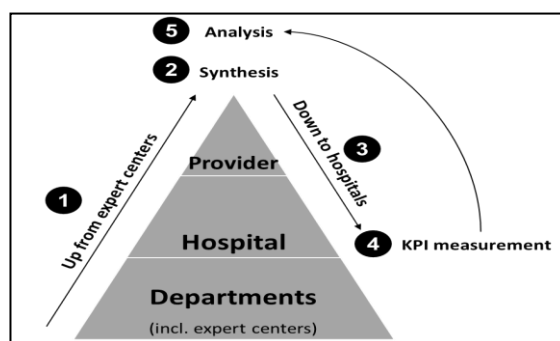 5 Analysis
2 Synthesis
1
Up from expert centers
3
Down to hospitals
Provider
4 KPI measurement
Hospital
Departments
(incl. expert centers)